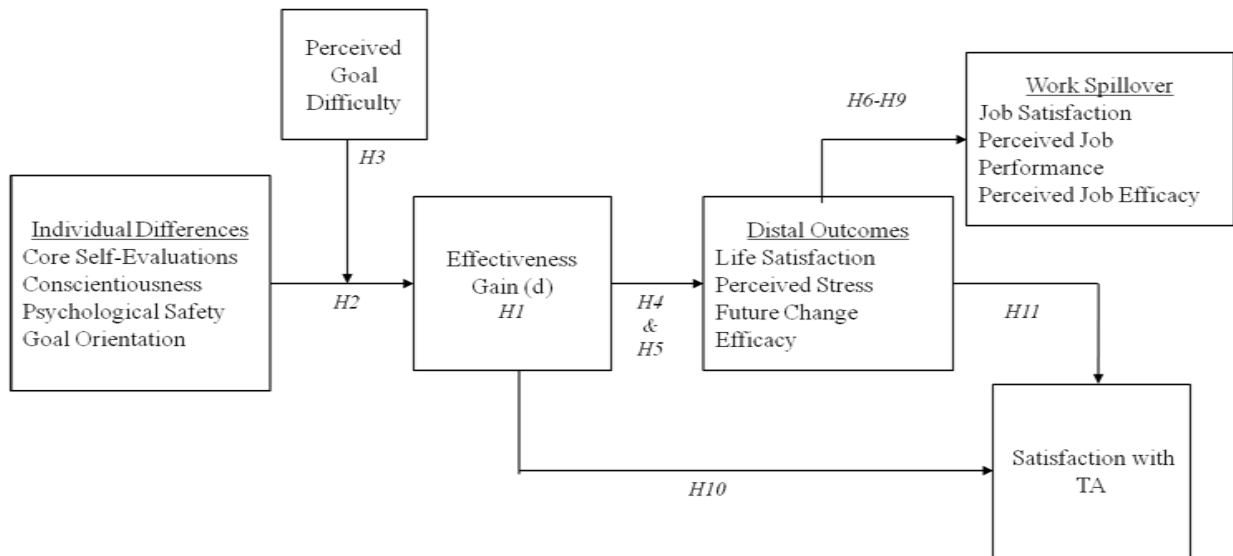 Perceived
Goal
Difficulty
H3
Individual Differences
Core Self-Evaluations
Conscientiousness
Psychological Safety
Goal Orientation
H2
Effectiveness
Gain (d)
H1
H4
&
H5
Distal Outcomes
Life Satisfaction
Perceived Stress
Future Change
Efficacy
H6-H9
Work Spillover
Job Satisfaction
Perceived Job
Performance
Perceived Job Efficacy
H11
H10
Satisfaction with
TA